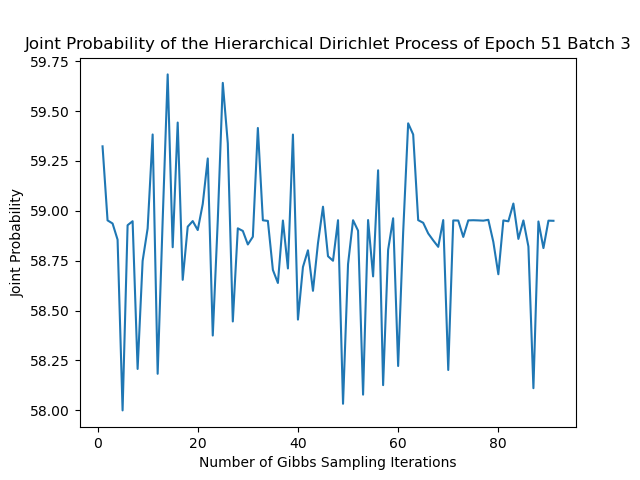 Joint Probability of the Hierarchical Dirichlet Process of Epoch 51 Batch 3
59.75
59.50
59.25
59.00
58.75
58.50
58.25
58.00
Joint Probability
0 20 40 60 80
Number of Gibbs Sampling Iterations